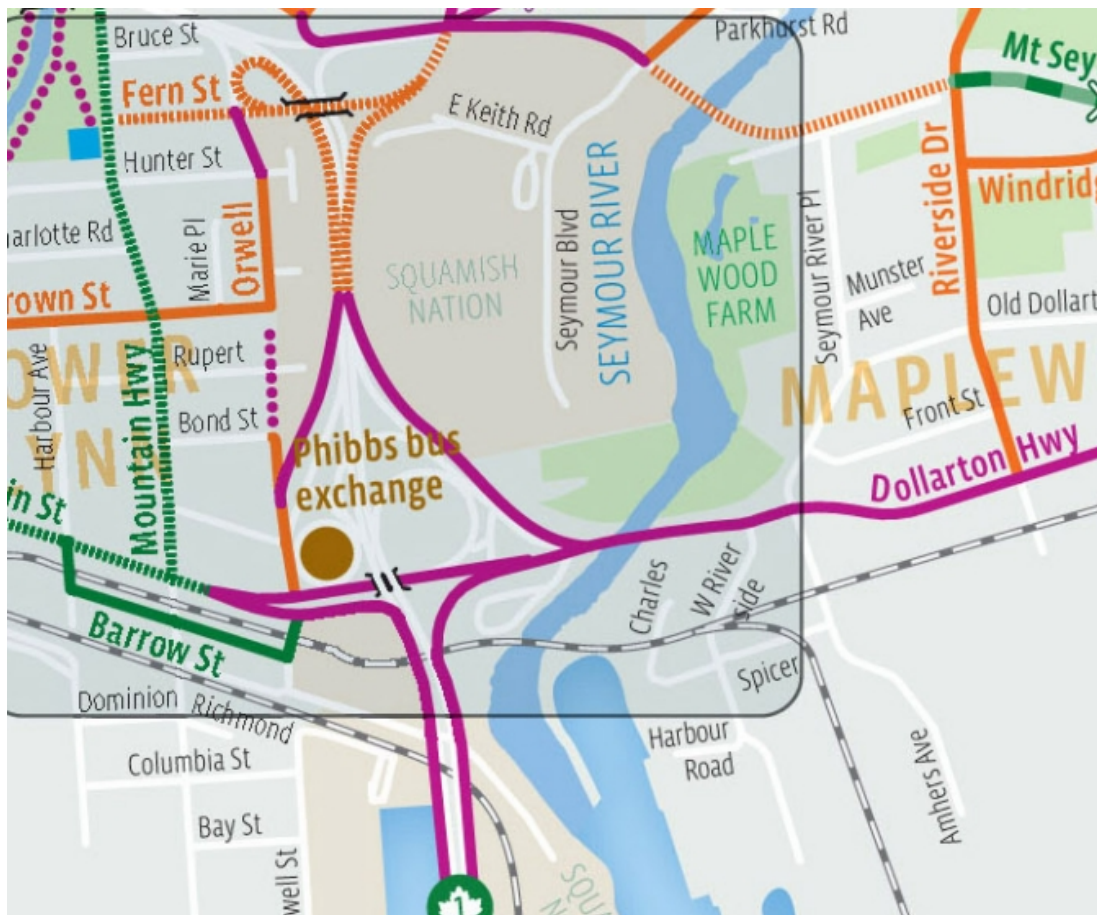 Bruce St
Parkhurst Rd
Mt Sey
Fern St
E Keith Rd
Hunter St
SEYMOUR RIVER
Seymour Blvd
Riverside Dr
Windridg
Seymour River Pl
MAPLE
WOOD
FARM
arlotte Rd
Marie Pl
Orwell
SQUAMISH
NATION
Munster
Ave
Old Dollart
rown St
Rupert
OWER
YNN
Harbour Ave
Mountain Hwy
MAPLEW
Bond St
Front St
Phibbs bus
exchange
Dollarton Hwy
in St
Charles
W River
side
Barrow St
Spicer
Dominion
Richmond
Harbour
Road
Columbia St
Amhers Ave
Bay St
well St
SQU
N
1